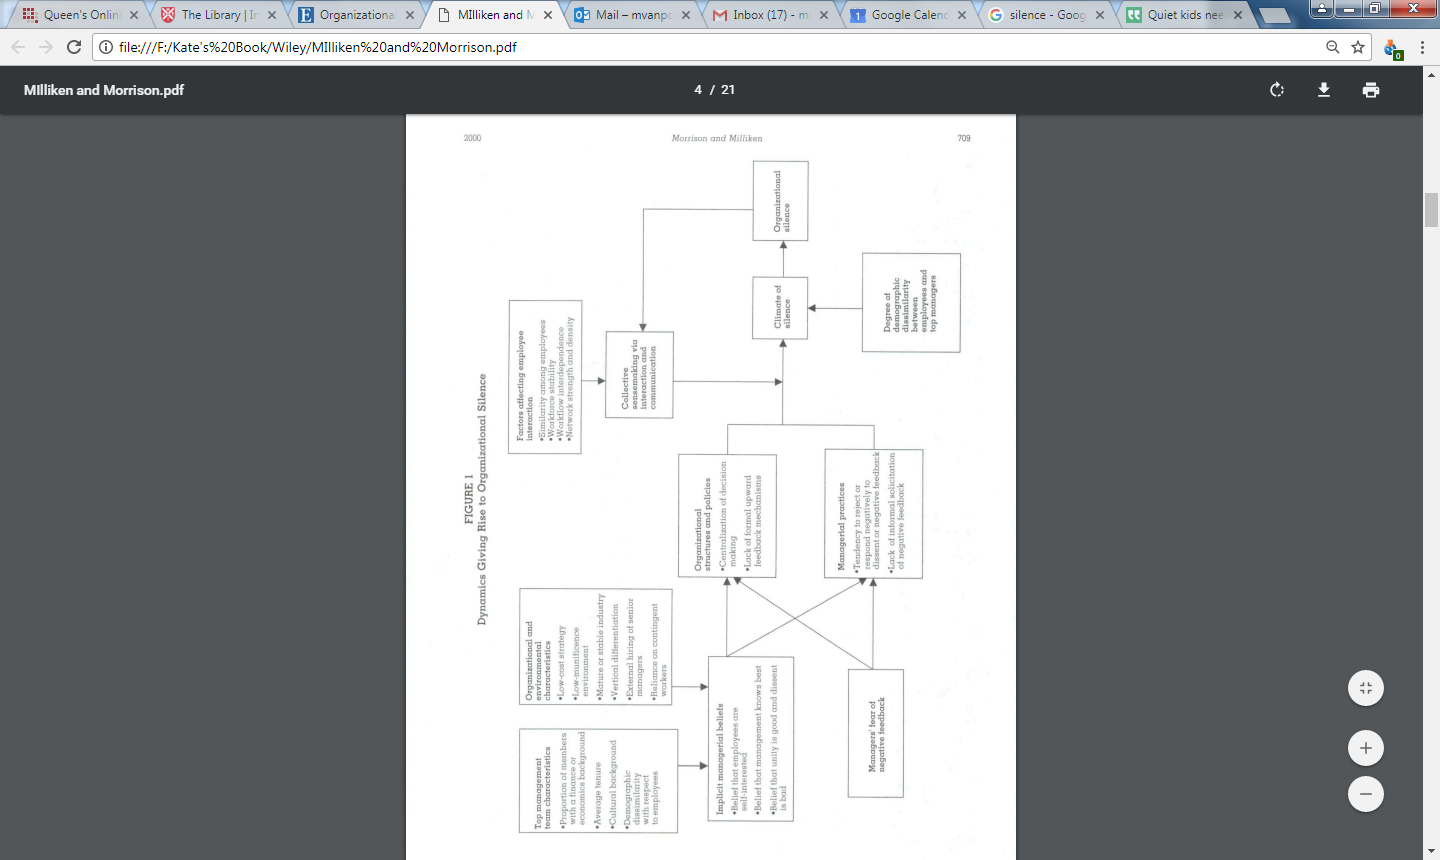 Queen's Onlin
The Library | In
Organizational
MIlliken and M
Mail – mvanpo
Inbox (17) - m
Google Calend
silence - Goog
Quiet kids nee
file:///F:/Kate's%20Book/Wiley/MIlliken%20and%20Morrison.pdf
0
MIlliken and Morrison.pdf
4 / 21
2000
Morrison and Milliken
709
FIGURE 1
Dynamics Giving Rise to Organizational Silence
Top management
team characteristics
•Proportion of members
with a finance or
economics background
•Average tenure
•Cultural background
•Demographic
dissimilarity
with respect
to employees
Organizational and
environmental
characteristics
•Low-cost strategy
•Low-munificence
environment
•Mature or stable industry
•Vertical differentiation
•External hiring of senior
managers
•Reliance on contingent
workers
Implicit managerial beliefs
•Belief that employees are
self-interested
•Belief that management knows best
•Belief that unity is good and dissent
is bad
Managers' fear of
negative feedback
Organizational
structures and policies
•Centralization of decision
making
•Lack of formal upward
feedback mechanisms
Managerial practices
•Tendency to reject or
respond negatively to
dissent or negative feedback
•Lack of informal solicitation
of negative feedback
Factors affecting employee
interaction
•Similarity among employees
•Workforce stability
•Workflow interdependence
•Network strength and density
Collective
sensemaking via
interaction and
communication
Climate of
silence
Organizational
silence
Degree of
demographic
dissimilarity
between
employees and
top managers